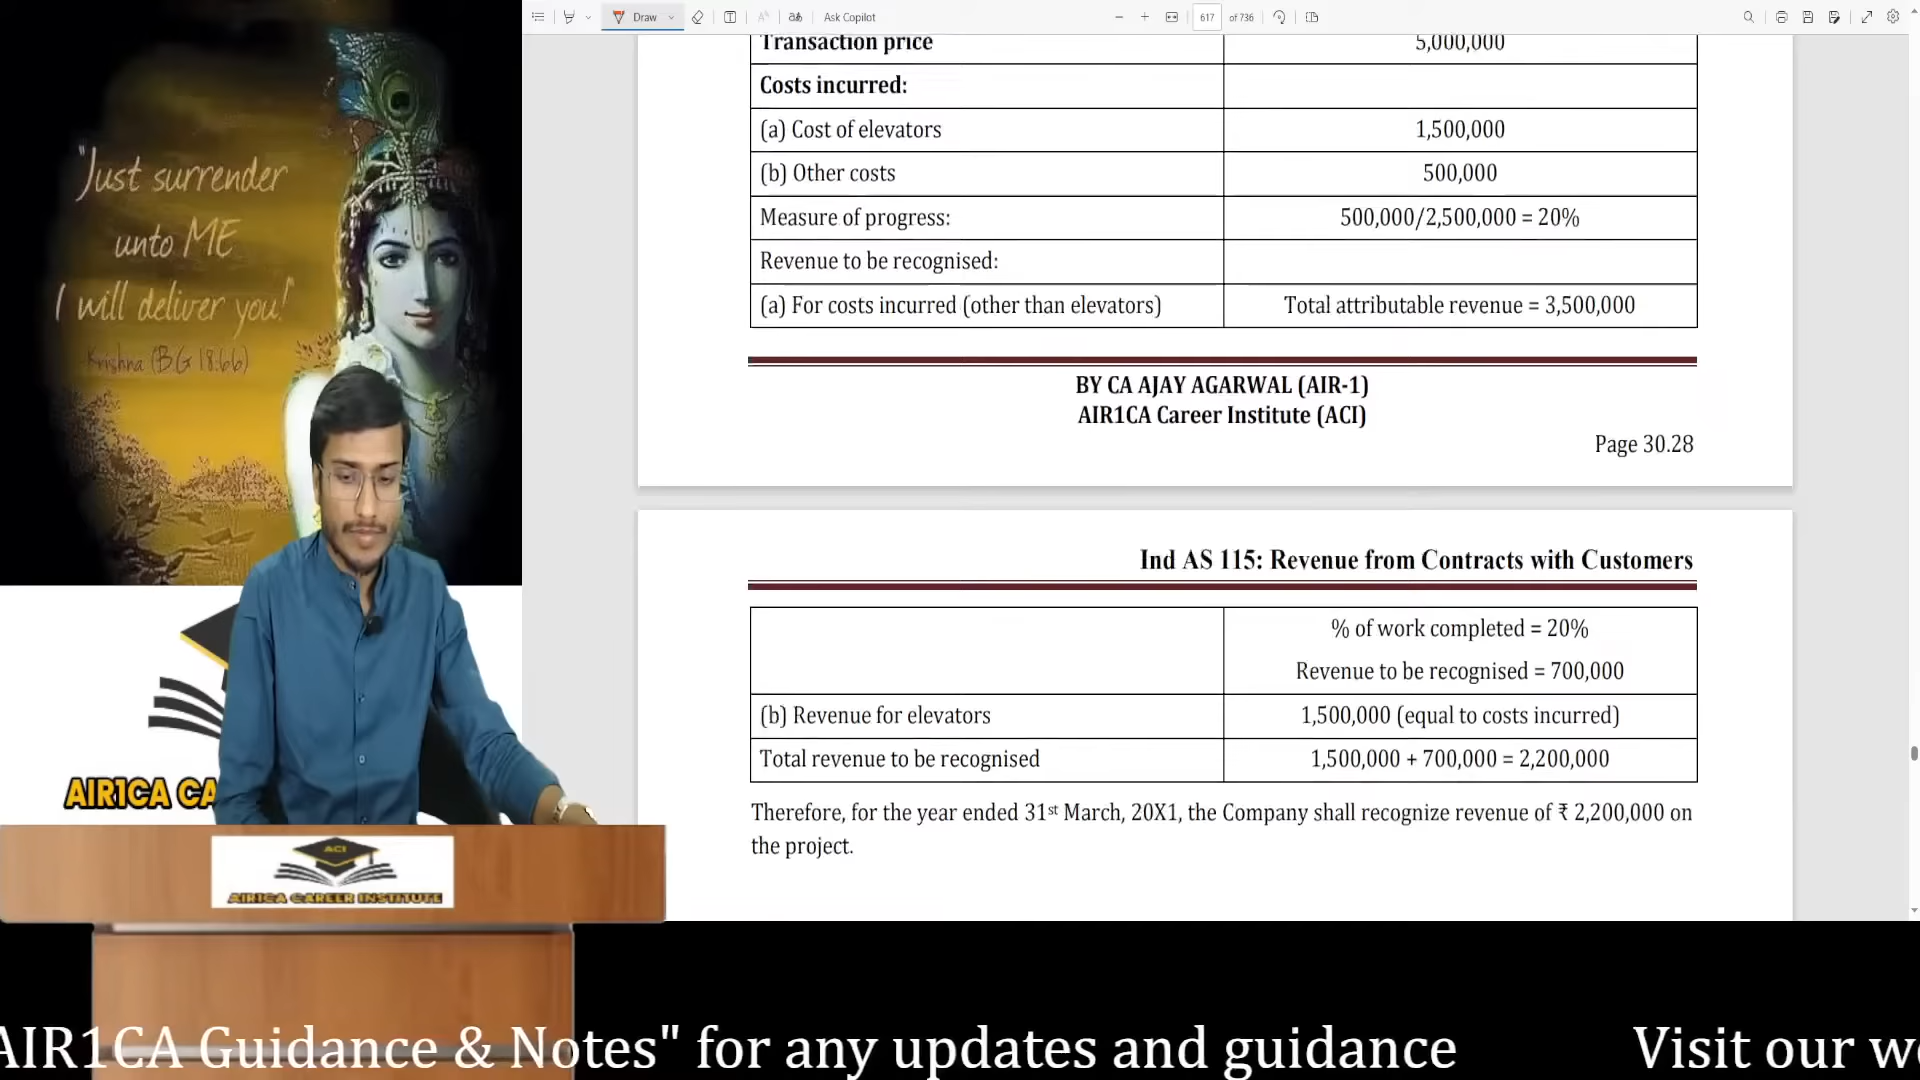 "Just surrender
unto ME
I will deliver you!"
Krishna (B.G 18:66)
AIR1CA CA
ACI
AIR1CA CAREER INSTITUTE
Draw
Ask Copilot
617 of 736
Transaction price 5,000,000
Costs incurred:
(a) Cost of elevators 1,500,000
(b) Other costs 500,000
Measure of progress: 500,000/2,500,000 = 20%
Revenue to be recognised:
(a) For costs incurred (other than elevators) Total attributable revenue = 3,500,000
BY CA AJAY AGARWAL (AIR-1)
AIR1CA Career Institute (ACI)
Page 30.28
Ind AS 115: Revenue from Contracts with Customers
% of work completed = 20%
Revenue to be recognised = 700,000
(b) Revenue for elevators 1,500,000 (equal to costs incurred)
Total revenue to be recognised 1,500,000 + 700,000 = 2,200,000
Therefore, for the year ended 31st March, 20X1, the Company shall recognize revenue of ₹ 2,200,000 on
the project.
AIR1CA Guidance & Notes" for any updates and guidance Visit our we